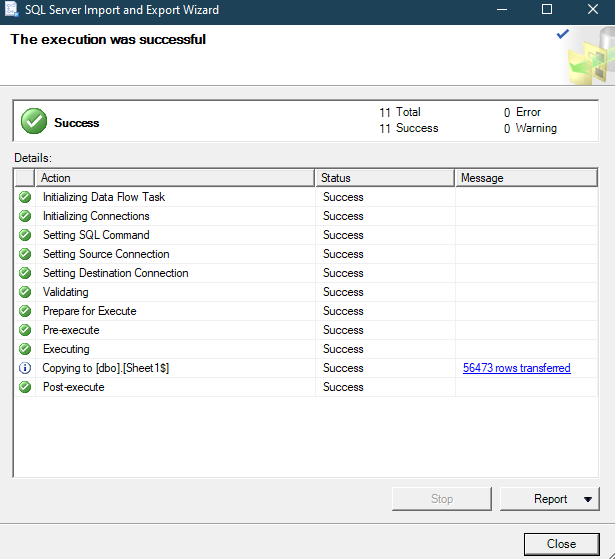 SQL Server Import and Export Wizard
The execution was successful
Success
11 Total 0 Error
11 Success 0 Warning
Details:
Action Status Message
Initializing Data Flow Task Success
Initializing Connections Success
Setting SQL Command Success
Setting Source Connection Success
Setting Destination Connection Success
Validating Success
Prepare for Execute Success
Pre-execute Success
Executing Success
Copying to [dbo].[Sheet1$] Success 56473 rows transferred
Post-execute Success
Stop Report
Close